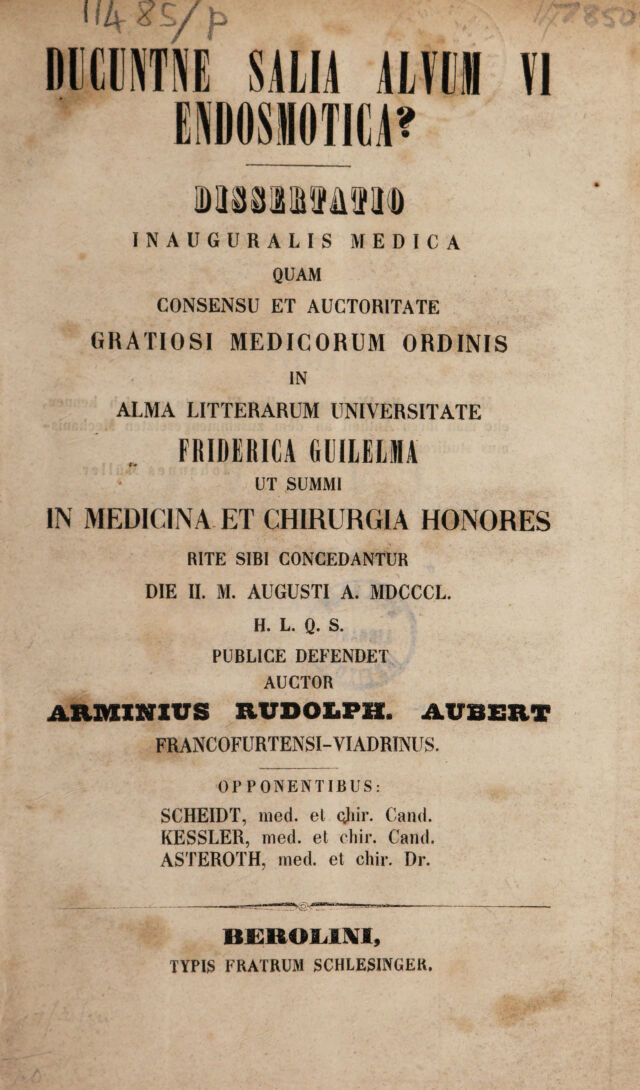 11485/p
DUCUNTNE SALIA ALVUM VI
ENDOSMOTICA?
DISSERTATIO
INAUGURALIS MEDICA
QUAM
CONSENSU ET AUCTORITATE
GRATIOSI MEDICORUM ORDINIS
IN
ALMA LITTERARUM UNIVERSITATE
FRIDERICA GUILELMA
UT SUMMI
IN MEDICINA ET CHIRURGIA HONORES
RITE SIBI CONCEDANTUR
DIE II. M. AUGUSTI A. MDCCCL.
H. L. Q. S.
PUBLICE DEFENDET
AUCTOR
ARMINIUS RUDOLPH. AUBERT
FRANCOFURTENSI-VIADRINUS.
OPPONENTIBUS:
SCHEIDT, med. et chir. Cand.
KESSLER, med. et chir. Cand.
ASTEROTH, med. et chir. Dr.
BEROLINI,
TYPIS FRATRUM SCHLESINGER.